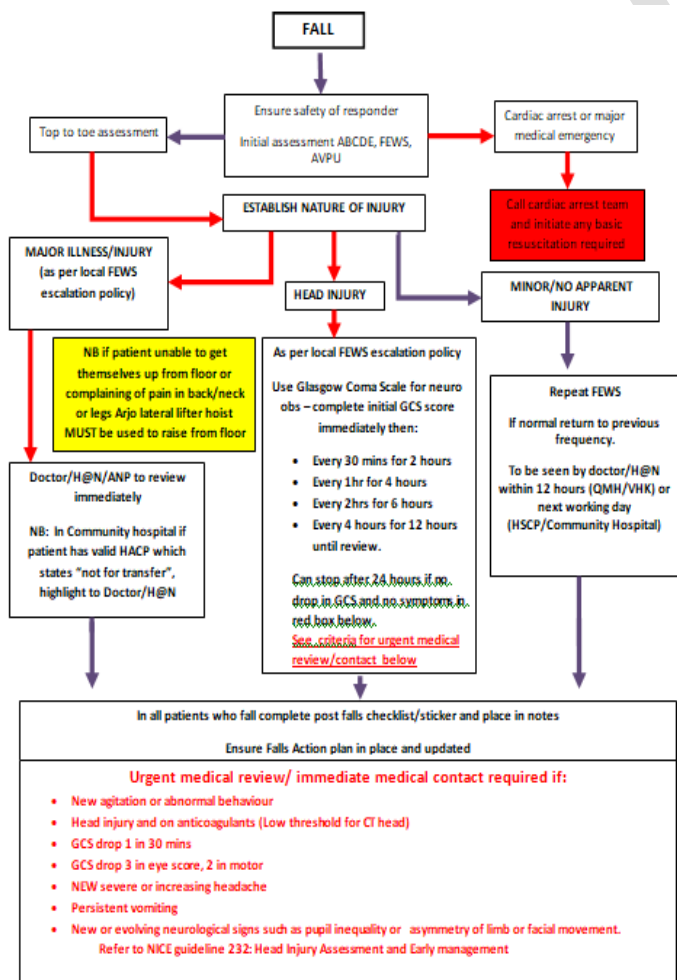 FALL
Ensure safety of responder
Initial assessment ABCDE, FEWS,
AVPU
Top to toe assessment
Cardiac arrest or major
medical emergency
Call cardiac arrest team
and initiate any basic
resuscitation required
ESTABLISH NATURE OF INJURY
MAJOR ILLNESS/INJURY
(as per local FEWS
escalation policy)
HEAD INJURY
MINOR/NO APPARENT
INJURY
NB if patient unable to get
themselves up from floor or
complaining of pain in back/neck
or legs Arjo lateral lifter hoist
MUST be used to raise from floor
As per local FEWS escalation policy
Use Glasgow Coma Scale for neuro
obs – complete initial GCS score
immediately then:
• Every 30 mins for 2 hours
• Every 1hr for 4 hours
• Every 2hrs for 6 hours
• Every 4 hours for 12 hours
until review.
Can stop after 24 hours if no
drop in GCS and no symptoms in
red box below.
See criteria for urgent medical
review/contact below
Repeat FEWS
If normal return to previous
frequency.
To be seen by doctor/H@N
within 12 hours (QMH/VHK) or
next working day
(HSCP/Community Hospital)
Doctor/H@N/ANP to review
immediately
NB: In Community hospital if
patient has valid HACP which
states "not for transfer",
highlight to Doctor/H@N
In all patients who fall complete post falls checklist/sticker and place in notes
Ensure Falls Action plan in place and updated
Urgent medical review/ immediate medical contact required if:
• New agitation or abnormal behaviour
• Head injury and on anticoagulants (Low threshold for CT head)
• GCS drop 1 in 30 mins
• GCS drop 3 in eye score, 2 in motor
• NEW severe or increasing headache
• Persistent vomiting
• New or evolving neurological signs such as pupil inequality or asymmetry of limb or facial movement.
Refer to NICE guideline 232: Head Injury Assessment and Early management